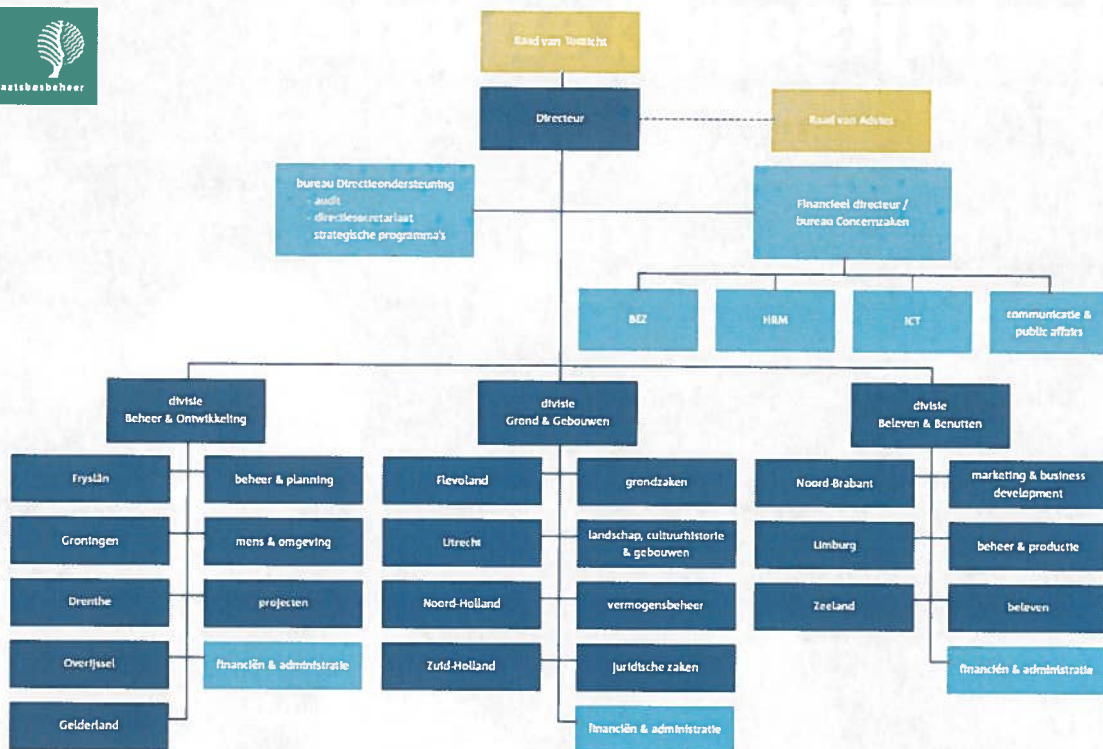 aatsbosbeheer
Raad van Toezicht
Directeur
Raad van Advies
bureau Directieondersteuning
- audit
- directiesecretariaat
- strategische programma's
Financieel directeur /
bureau Concernzaken
BEZ
HRM
ICT
communicatie &
public affairs
divisie
Beheer & Ontwikkeling
divisie
Grond & Gebouwen
divisie
Beleven & Benutten
Fryslân
beheer & planning
Groningen
mens & omgeving
Drenthe
projecten
Overijssel
financiën & administratie
Gelderland
Flevoland
grondzaken
Utrecht
landschap, cultuurhistorie
& gebouwen
Noord-Holland
vermogensbeheer
Zuid-Holland
juridische zaken
financiën & administratie
Noord-Brabant
marketing & business
development
Limburg
beheer & productie
Zeeland
beleven
financiën & administratie